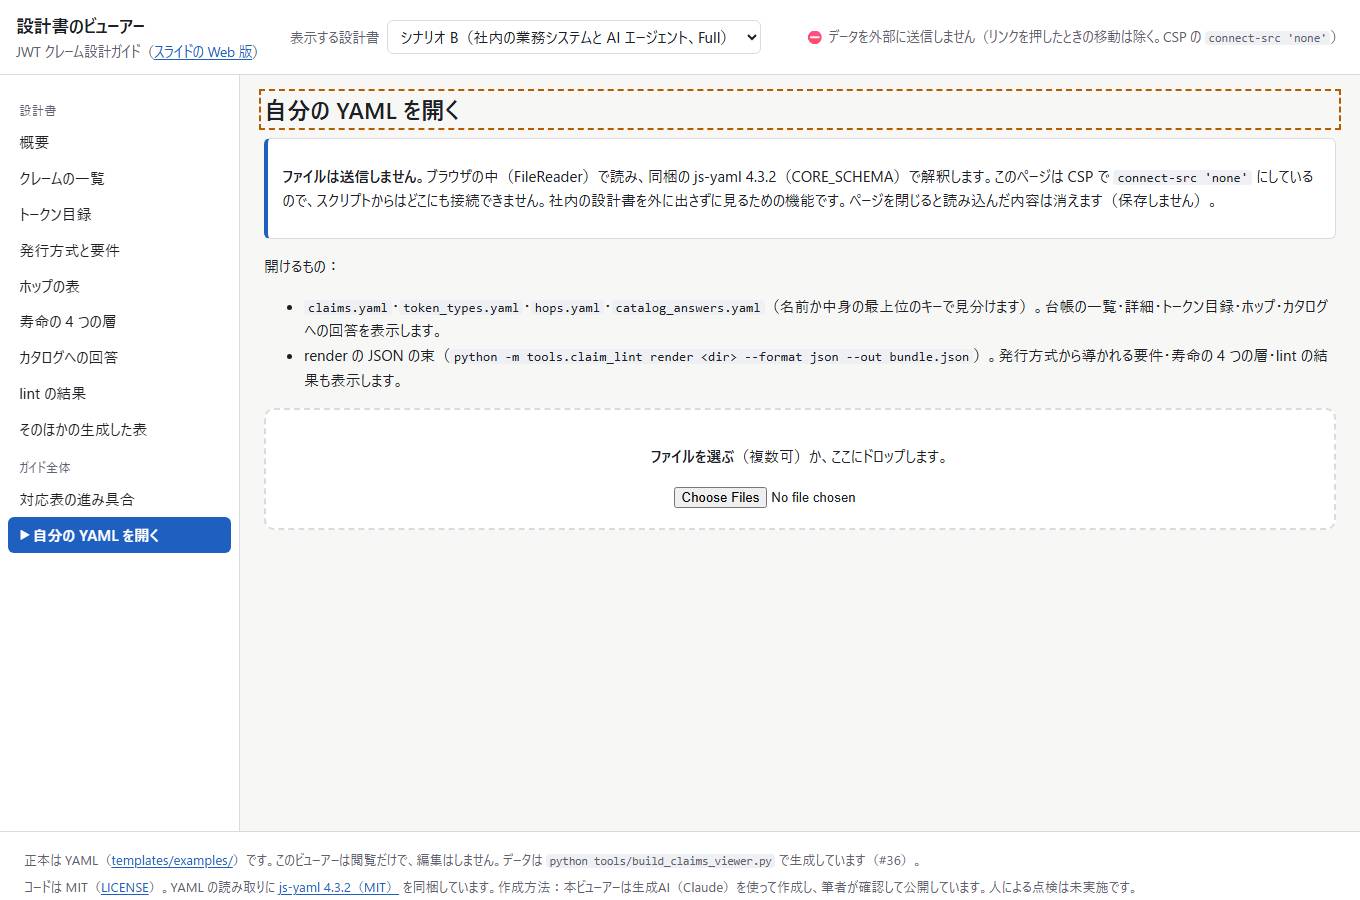 設計書のビューアー
JWT クレーム設計ガイド（スライドの Web 版）
表示する設計書 シナリオ B（社内の業務システムと AI エージェント、Full）
データを外部に送信しません（リンクを押したときの移動は除く。CSP の connect-src 'none'）
設計書
概要
クレームの一覧
トークン目録
発行方式と要件
ホップの表
寿命の 4 つの層
カタログへの回答
lint の結果
そのほかの生成した表
ガイド全体
対応表の進み具合
▶ 自分の YAML を開く
自分の YAML を開く
ファイルは送信しません。ブラウザの中（FileReader）で読み、同梱の js-yaml 4.3.2（CORE_SCHEMA）で解釈します。このページは CSP で connect-src 'none' にしている
ので、スクリプトからはどこにも接続できません。社内の設計書を外に出さずに見るための機能です。ページを閉じると読み込んだ内容は消えます（保存しません）。
開けるもの：
• claims.yaml・token_types.yaml・hops.yaml・catalog_answers.yaml（名前か中身の最上位のキーで見分けます）。台帳の一覧・詳細・トークン目録・ホップ・カタログ
への回答を表示します。
• render の JSON の束（python -m tools.claim_lint render <dir> --format json --out bundle.json）。発行方式から導かれる要件・寿命の 4 つの層・lint の結
果も表示します。
ファイルを選ぶ（複数可）か、ここにドロップします。
Choose Files No file chosen
正本は YAML（templates/examples/）です。このビューアーは閲覧だけで、編集はしません。データは python tools/build_claims_viewer.py で生成しています（#36）。
コードは MIT（LICENSE）。YAML の読み取りに js-yaml 4.3.2（MIT） を同梱しています。作成方法：本ビューアーは生成AI（Claude）を使って作成し、筆者が確認して公開しています。人による点検は未実施です。